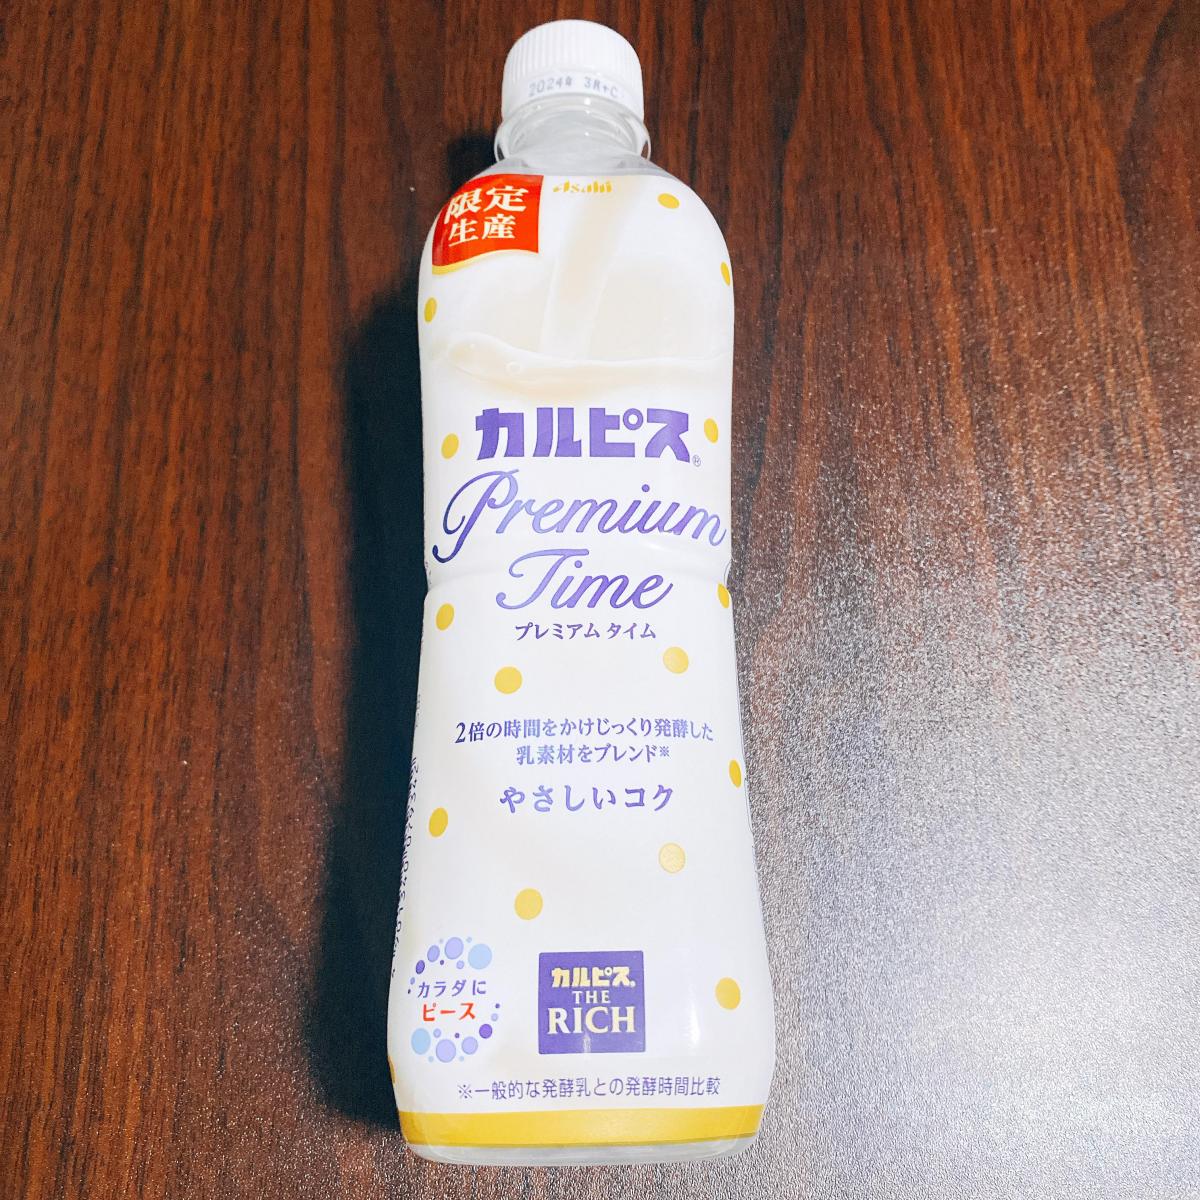 2024年 3月+C
限定
生産
Asahi
カルピス®
Premium
Time
プレミアム タイム
2倍の時間をかけじっくり発酵した
乳素材をブレンド※
やさしいコク
カラダに
ピース
カルピス®
THE
RICH
※一般的な発酵乳との発酵時間比較